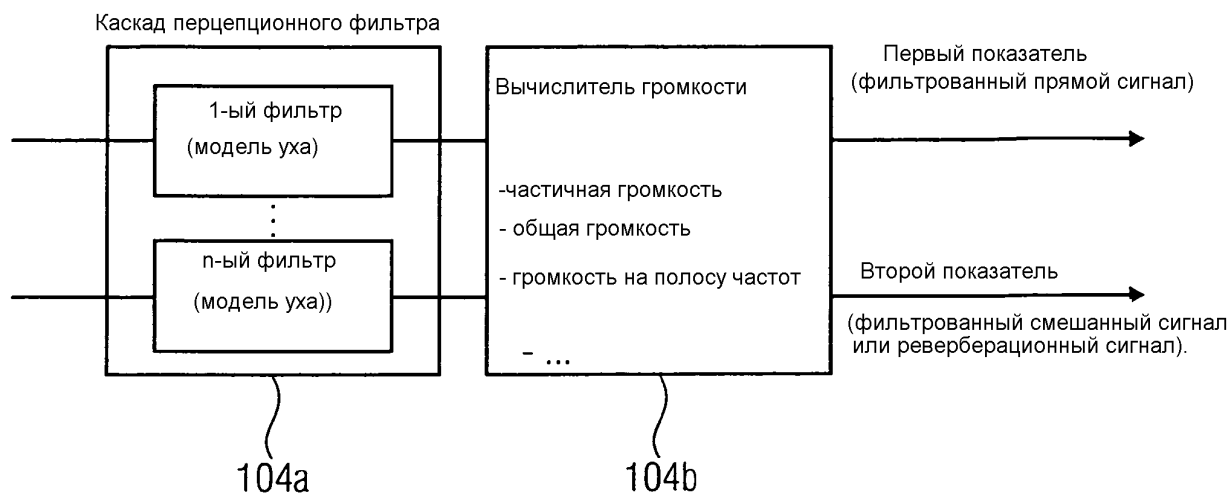 Каскад перцепционного фильтра
1-ый фильтр
(модель уха)
n-ый фильтр
(модель уха))
104a
Вычислитель громкости
-частичная громкость
- общая громкость
- громкость на полосу частот
- ...
104b
Первый показатель
(фильтрованный прямой сигнал)
Второй показатель
(фильтрованный смешанный сигнал
или реверберационный сигнал).